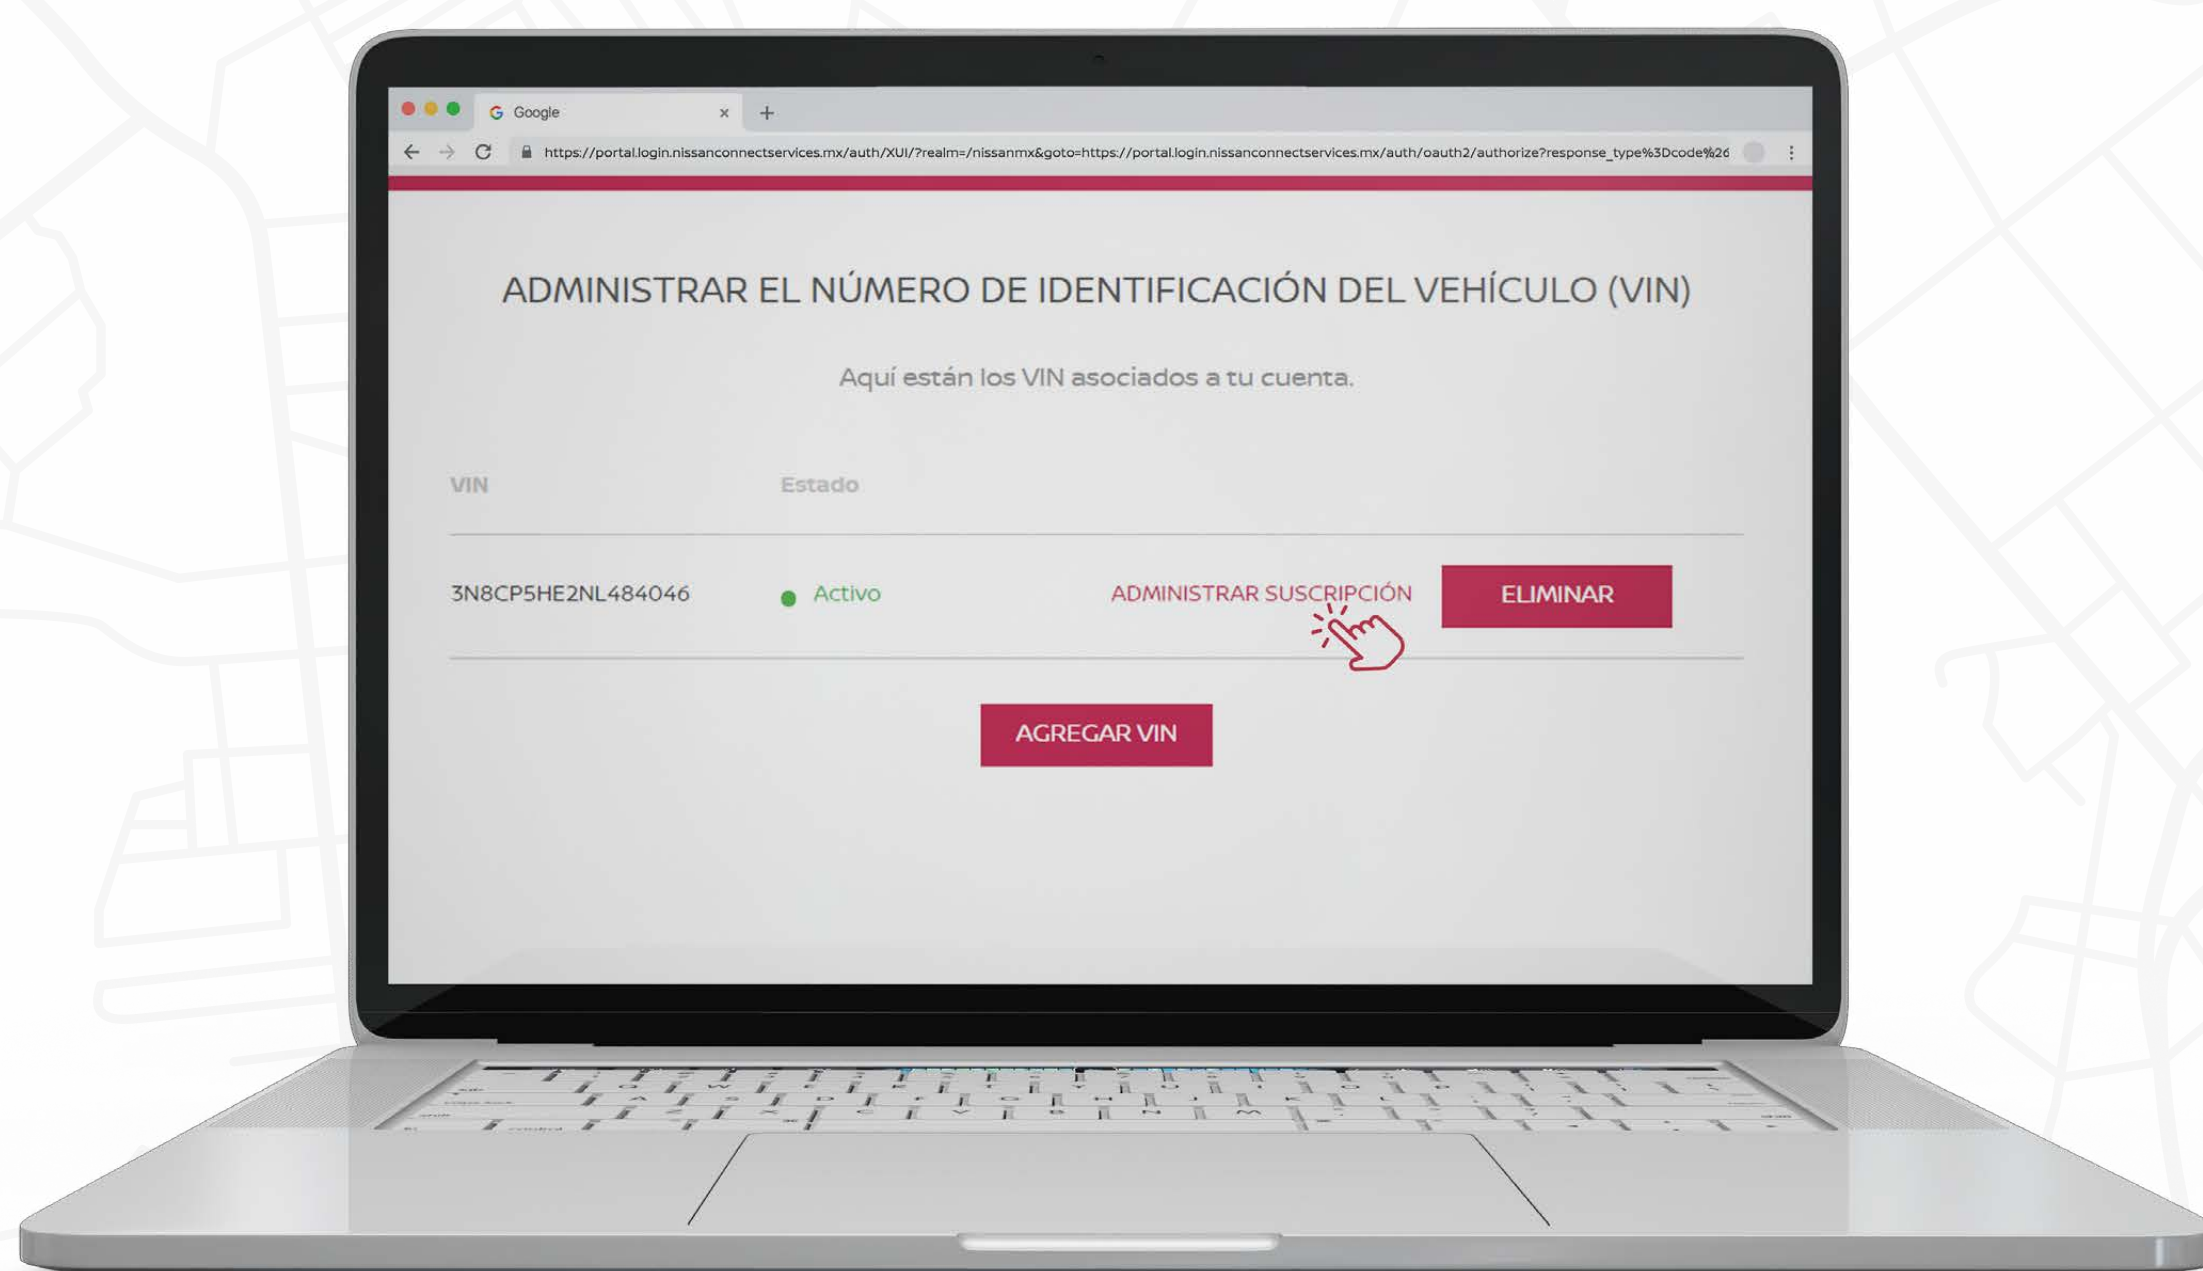 Google
https://portal.login.nissanconnectservices.mx/auth/XUI/?realm=/nissanmx&goto=https://portal.login.nissanconnectservices.mx/auth/oauth2/authorize?response_type%3Dcode%26
ADMINISTRAR EL NÚMERO DE IDENTIFICACIÓN DEL VEHÍCULO (VIN)
Aquí están los VIN asociados a tu cuenta.
VIN Estado
3N8CP5HE2NL484046 Activo ADMINISTRAR SUSCRIPCIÓN ELIMINAR
AGREGAR VIN